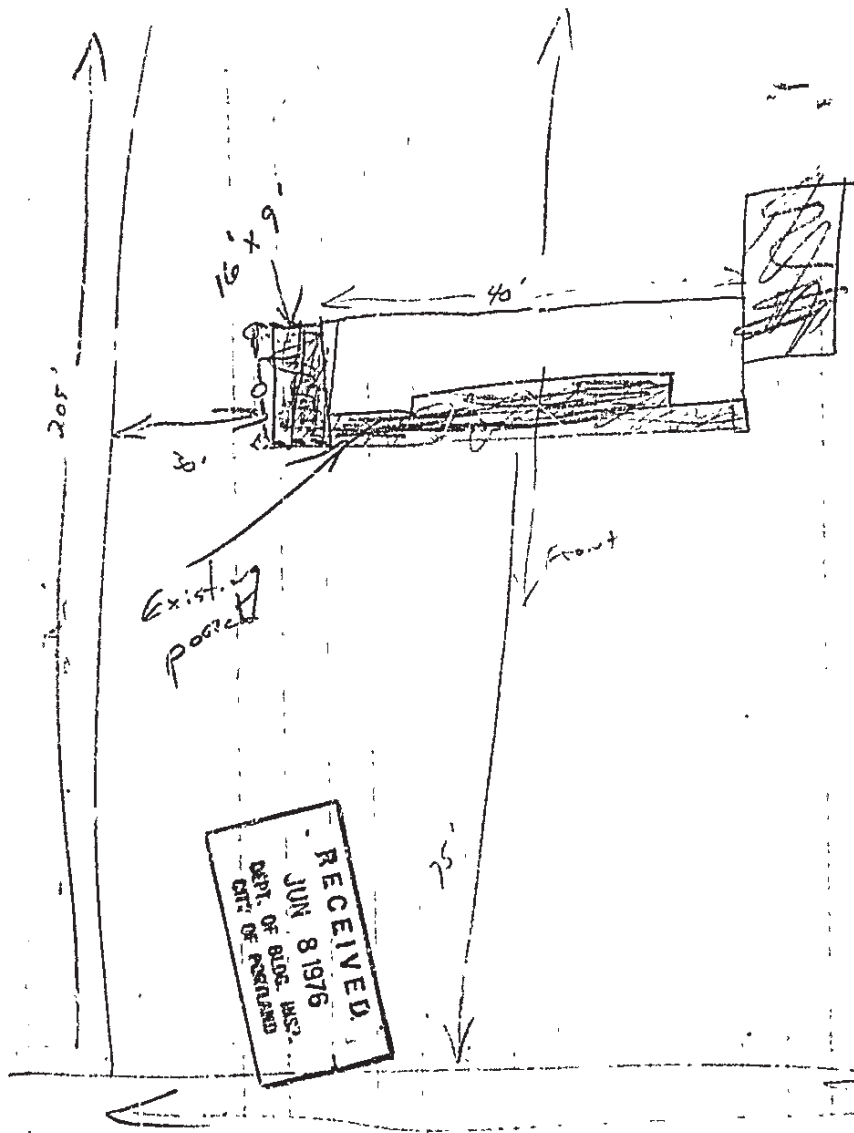 16' x 9'
40'
205'
30'
Front
Existing
porch
75'
RECEIVED
JUN 8 1976
DEPT. OF BLDG. INSP.
CITY OF PORTLAND